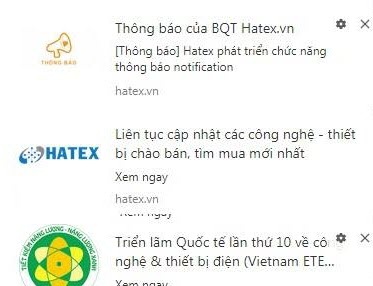 Thông báo của BQT Hatex.vn
[Thông báo] Hatex phát triển chức năng
thông báo notification
THÔNG BÁO
hatex.vn
Liên tục cập nhật các công nghệ - thiết
bị chào bán, tìm mua mới nhất
HATEX
Xem ngay
hatex.vn
Xem ngay
TIẾT KIỆM NĂNG LƯỢNG - NĂNG LƯỢNG XANH
Triển lãm Quốc tế lần thứ 10 về công
nghệ & thiết bị điện (Vietnam ETE...
Xem ngay